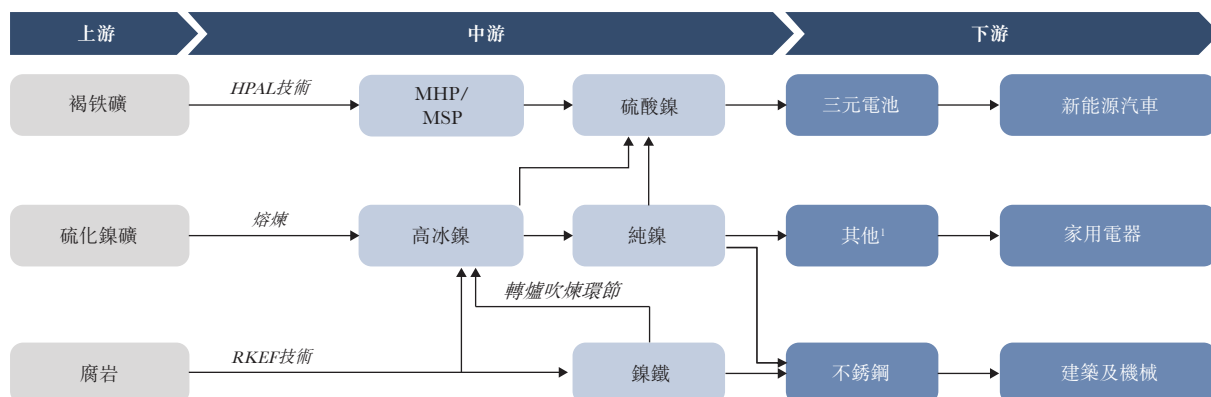 上游
中游
下游
褐铁礦
HPAL技術
MHP/
MSP
硫酸鎳
三元電池
新能源汽車
硫化鎳礦
熔煉
高冰鎳
純鎳
其他1
家用電器
轉爐吹煉環節
腐岩
RKEF技術
鎳鐵
不銹鋼
建築及機械